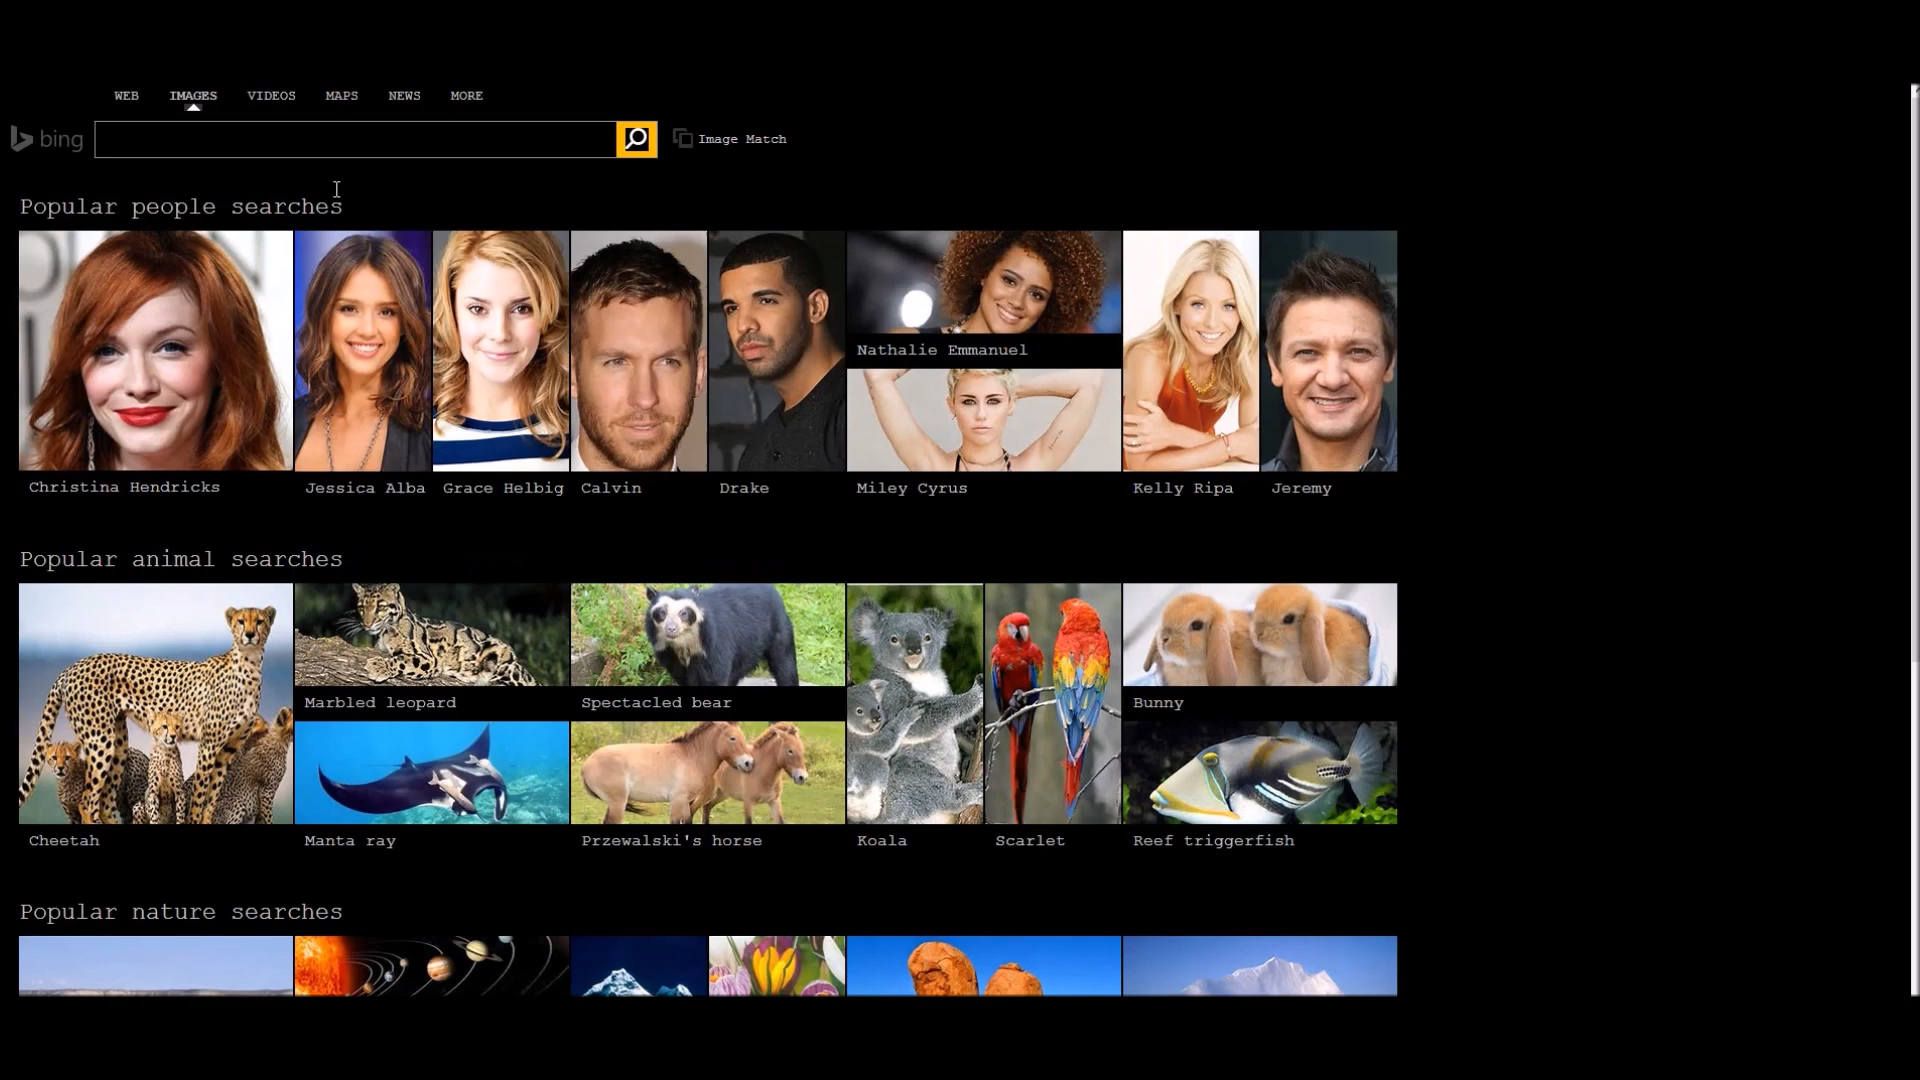 WEB IMAGES VIDEOS MAPS NEWS MORE
bing
Image Match
Popular people searches
Nathalie Emmanuel
Christina Hendricks Jessica Alba Grace Helbig Calvin Drake Miley Cyrus Kelly Ripa Jeremy
Popular animal searches
Marbled leopard Spectacled bear Bunny
Cheetah Manta ray Przewalski's horse Koala Scarlet Reef triggerfish
Popular nature searches